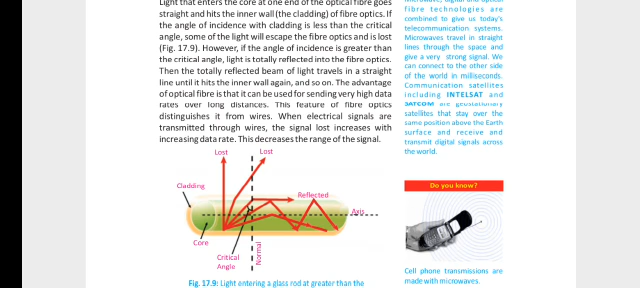 Light that enters the core at one end of the optical fibre goes
straight and hits the inner wall (the cladding) of fibre optics. If
the angle of incidence with cladding is less than the critical
angle, some of the light will escape the fibre optics and is lost
(Fig. 17.9). However, if the angle of incidence is greater than
the critical angle, light is totally reflected into the fibre optics.
Then the totally reflected beam of light travels in a straight
line until it hits the inner wall again, and so on. The advantage
of optical fibre is that it can be used for sending very high data
rates over long distances. This feature of fibre optics
distinguishes it from wires. When electrical signals are
transmitted through wires, the signal lost increases with
increasing data rate. This decreases the range of the signal.
Lost
Lost
Cladding
Reflected
Axis
Core
Critical
Angle
Normal
Fig. 17.9: Light entering a glass rod at greater than the
Microwave, digital and optical
fibre technologies are
combined to give us today's
telecommunication systems.
Microwaves travel in straight
lines through the space and
give a very strong signal. We
can connect to the other side
of the world in milliseconds.
Communication satellites
including INTELSAT and
SATCOM are geostationary
satellites that stay over the
same position above the Earth
surface and receive and
transmit digital signals across
the world.
Do you know?
Cell phone transmissions are
made with microwaves.